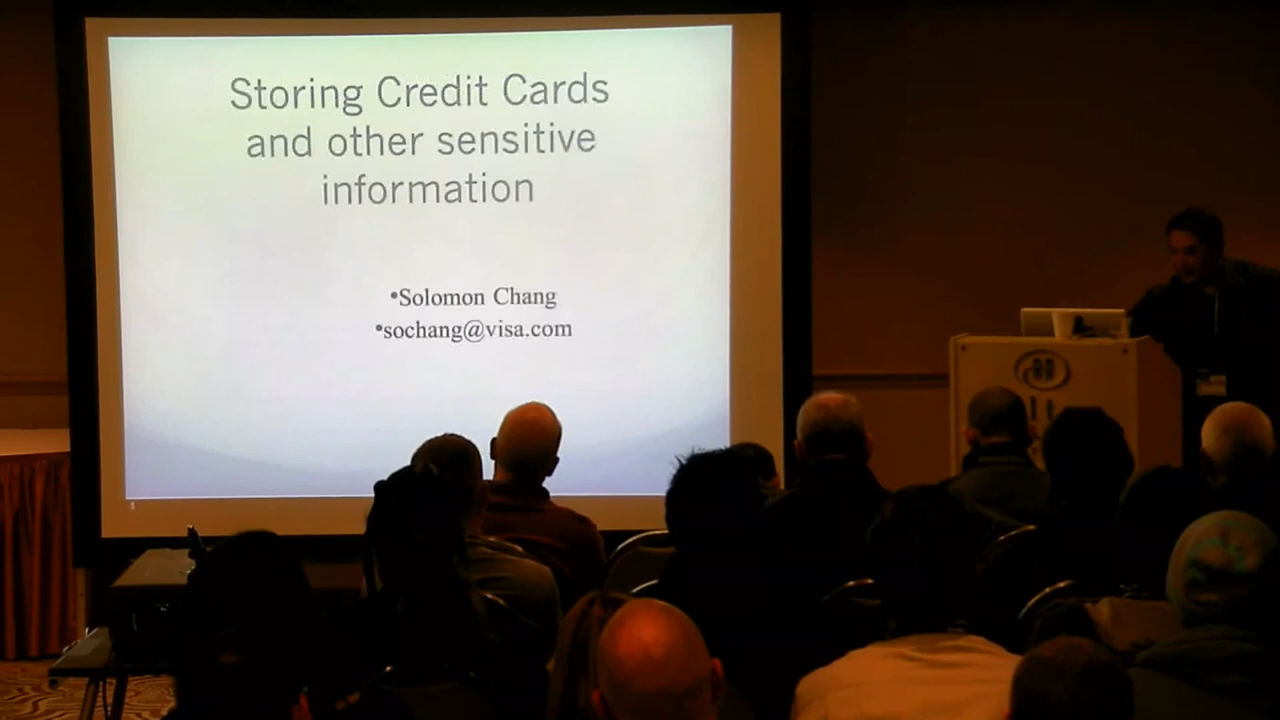 Storing Credit Cards
and other sensitive
information
•Solomon Chang
•sochang@visa.com